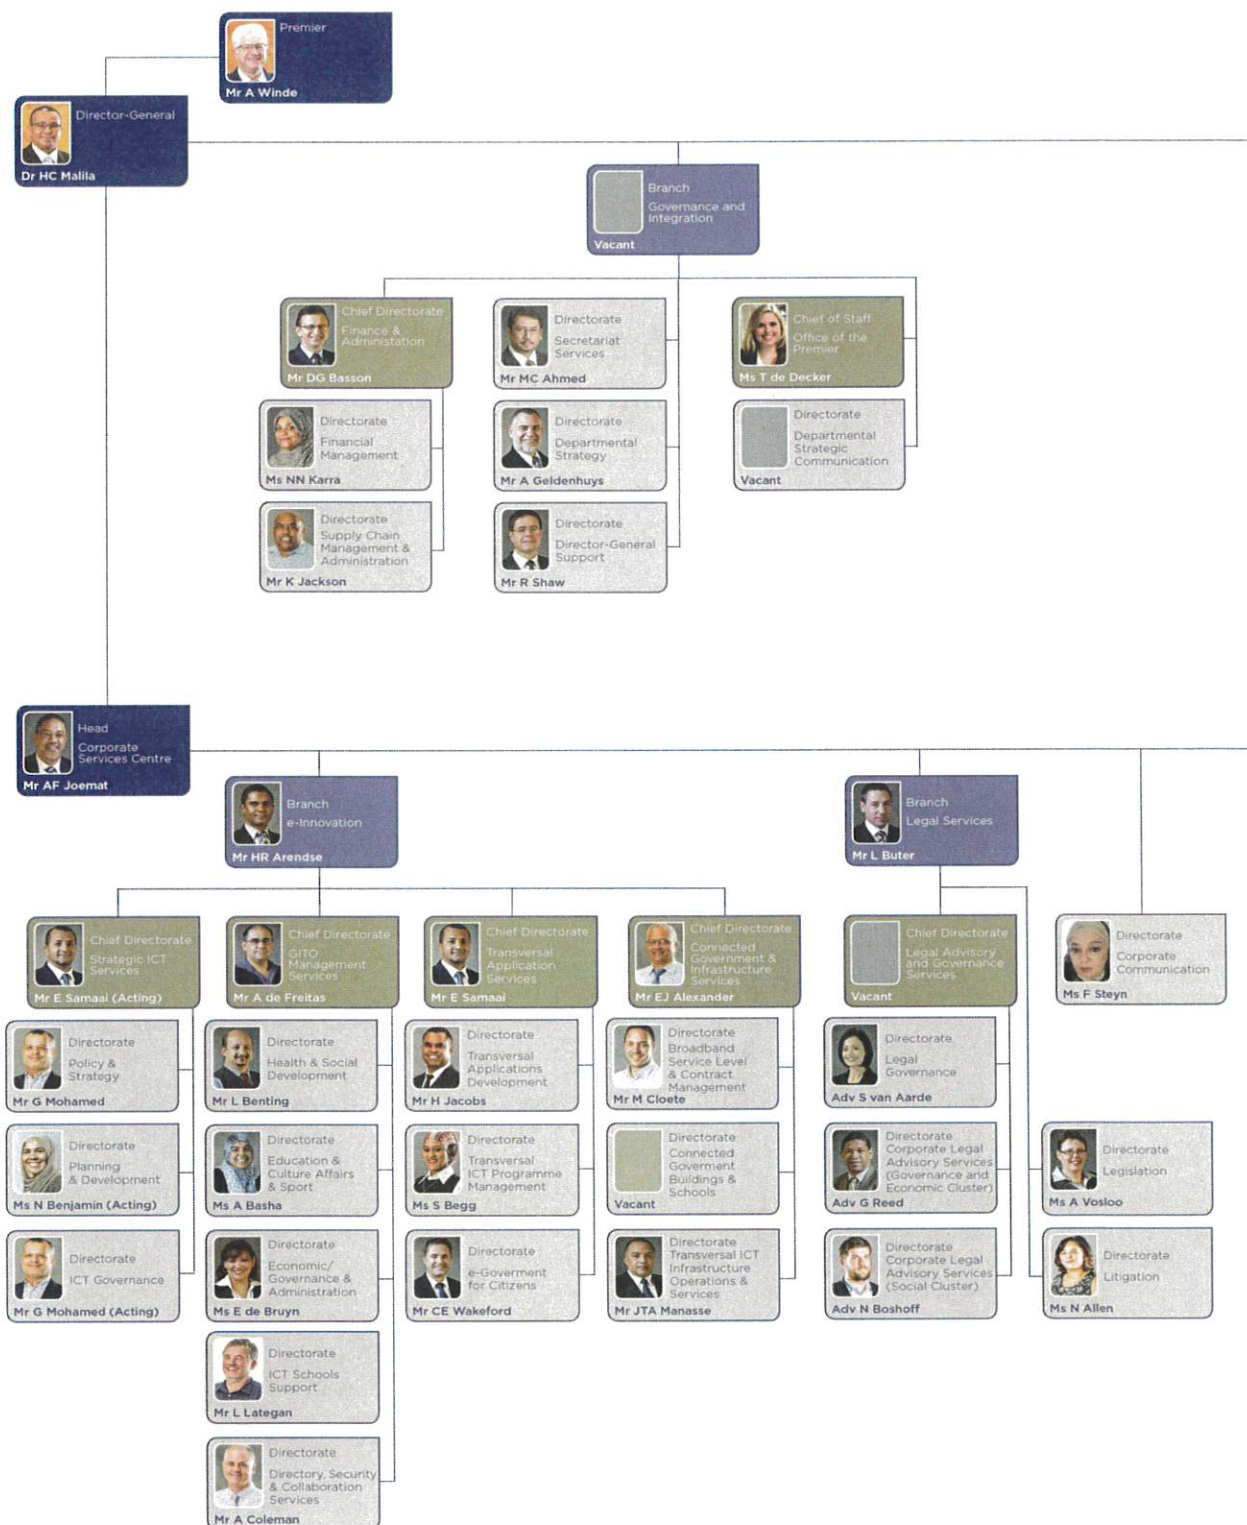 Premier
Mr A Winde
Director-General
Dr HC Malila
Branch
Governance and
Integration
Vacant
Chief Directorate
Finance &
Administation
Mr DG Basson
Directorate
Secretariat
Services
Mr MC Ahmed
Chief of Staff
Office of the
Premier
Ms T de Decker
Directorate
Financial
Management
Ms NN Karra
Directorate
Departmental
Strategy
Mr A Geldenhuys
Directorate
Departmental
Strategic
Communication
Vacant
Directorate
Supply Chain
Management &
Administration
Mr K Jackson
Directorate
Director-General
Support
Mr R Shaw
Head
Corporate
Services Centre
Mr AF Joemat
Branch
e-Innovation
Mr HR Arendse
Branch
Legal Services
Mr L Buter
Chief Directorate
Strategic ICT
Services
Mr E Samaai (Acting)
Chief Directorate
GITO
Management
Services
Mr A de Freitas
Chief Directorate
Transversal
Application
Services
Mr E Samaai
Chief Directorate
Connected
Government &
Infrastructure
Services
Mr EJ Alexander
Chief Directorate
Legal Advisory
and Governance
Services
Vacant
Directorate
Corporate
Communication
Ms F Steyn
Directorate
Policy &
Strategy
Mr G Mohamed
Directorate
Health & Social
Development
Mr L Benting
Directorate
Transversal
Applications
Development
Mr H Jacobs
Directorate
Broadband
Service Level
& Contract
Management
Mr M Cloete
Directorate
Legal
Governance
Adv S van Aarde
Directorate
Planning
& Development
Ms N Benjamin (Acting)
Directorate
Education &
Culture Affairs
& Sport
Ms A Basha
Directorate
Transversal
ICT Programme
Management
Ms S Begg
Directorate
Connected
Goverment
Buildings &
Schools
Vacant
Directorate
Corporate Legal
Advisory Services
(Governance and
Economic Cluster)
Adv G Reed
Directorate
Legislation
Ms A Vosloo
Directorate
ICT Governance
Mr G Mohamed (Acting)
Directorate
Economic/
Governance &
Administration
Ms E de Bruyn
Directorate
e-Goverment
for Citizens
Mr CE Wakeford
Directorate
Transversal ICT
Infrastructure
Operations &
Services
Mr JTA Manasse
Directorate
Corporate Legal
Advisory Services
(Social Cluster)
Adv N Boshoff
Directorate
Litigation
Ms N Allen
Directorate
ICT Schools
Support
Mr L Lategan
Directorate
Directory, Security
& Collaboration
Services
Mr A Coleman